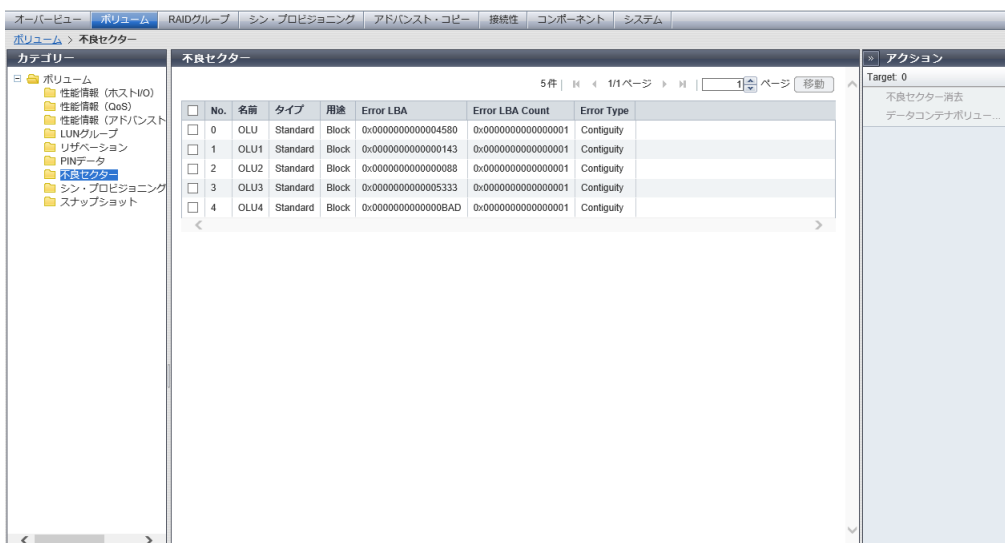 オーバービュー ボリューム RAIDグループ シン・プロビジョニング アドバンスト・コピー 接続性 コンポーネント システム
ボリューム > 不良セクター
カテゴリー
ボリューム
性能情報（ホストI/O）
性能情報（QoS）
性能情報（アドバンスト
LUNグループ
リザベーション
PINデータ
不良セクター
シン・プロビジョニング
スナップショット
不良セクター
5件 | 1/1ページ | 1 ページ 移動
No. 名前 タイプ 用途 Error LBA Error LBA Count Error Type
0 OLU Standard Block 0x0000000000004580 0x0000000000000001 Contiguity
1 OLU1 Standard Block 0x0000000000000143 0x0000000000000001 Contiguity
2 OLU2 Standard Block 0x0000000000000088 0x0000000000000001 Contiguity
3 OLU3 Standard Block 0x0000000000005333 0x0000000000000001 Contiguity
4 OLU4 Standard Block 0x0000000000000BAD 0x0000000000000001 Contiguity
» アクション
Target: 0
不良セクター消去
データコンテナボリュー...